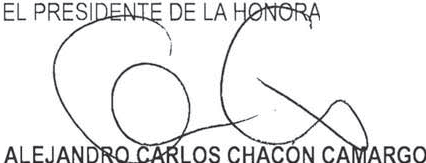 EL PRESIDENTE DE LA HONORA
ALEJANDRO CARLOS CHACÓN CAMARGO